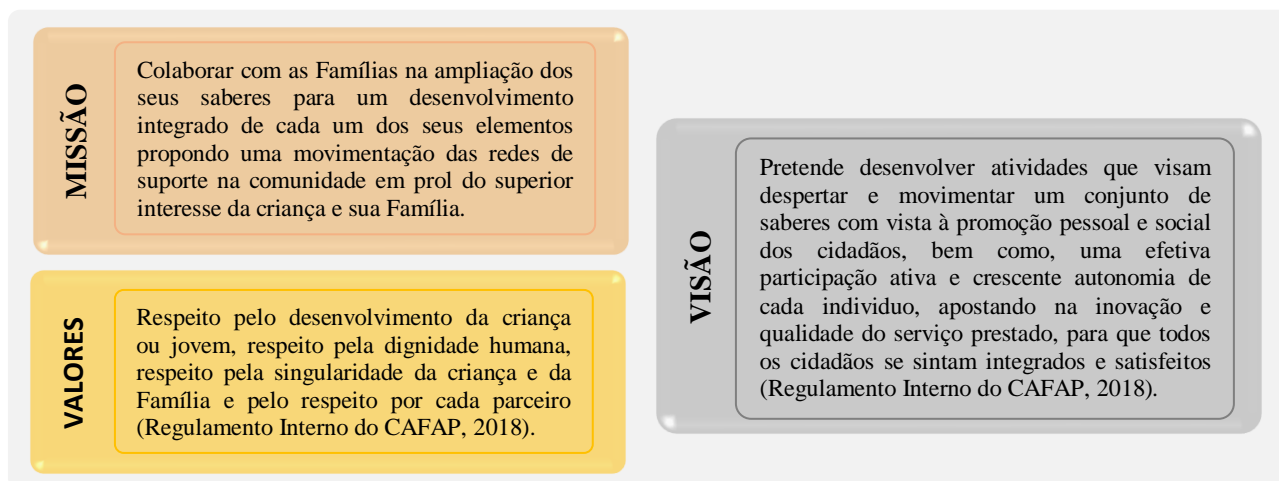 MISSÃO
Colaborar com as Famílias na ampliação dos
seus saberes para um desenvolvimento
integrado de cada um dos seus elementos
propondo uma movimentação das redes de
suporte na comunidade em prol do superior
interesse da criança e sua Família.
VALORES
Respeito pelo desenvolvimento da criança
ou jovem, respeito pela dignidade humana,
respeito pela singularidade da criança e da
Família e pelo respeito por cada parceiro
(Regulamento Interno do CAFAP, 2018).
VISÃO
Pretende desenvolver atividades que visam
despertar e movimentar um conjunto de
saberes com vista à promoção pessoal e social
dos cidadãos, bem como, uma efetiva
participação ativa e crescente autonomia de
cada individuo, apostando na inovação e
qualidade do serviço prestado, para que todos
os cidadãos se sintam integrados e satisfeitos
(Regulamento Interno do CAFAP, 2018).